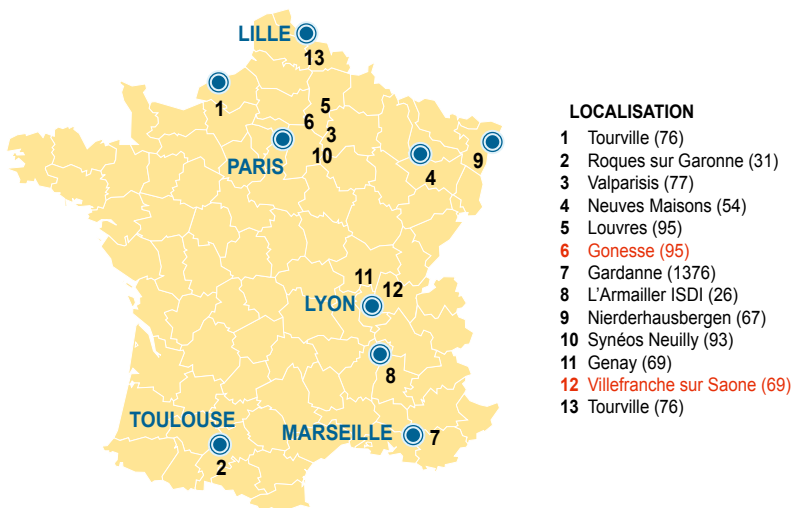 LILLE
13
1
5
6
3
PARIS
10
4
9
11
12
LYON
8
TOULOUSE
MARSEILLE
7
2
LOCALISATION
1 Tourville (76)
2 Roques sur Garonne (31)
3 Valparisis (77)
4 Neuves Maisons (54)
5 Louvres (95)
6 Gonesse (95)
7 Gardanne (1376)
8 L'Armailler ISDI (26)
9 Nierderhausbergen (67)
10 Synéos Neuilly (93)
11 Genay (69)
12 Villefranche sur Saone (69)
13 Tourville (76)